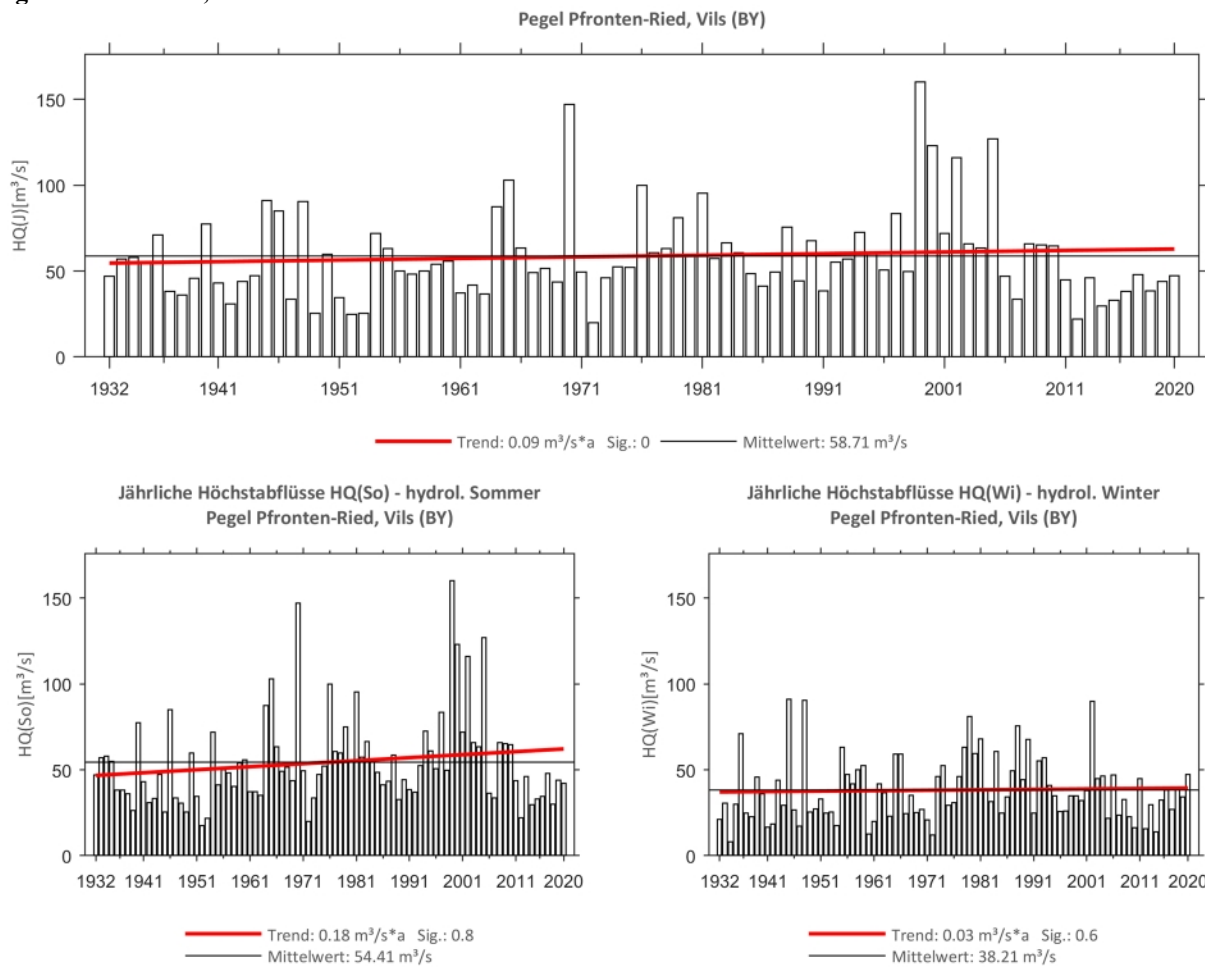 Pegel Pfronten-Ried, Vils (BY)
150
100
50
0
HQ(J)[m³/s]
1932 1941 1951 1961 1971 1981 1991 2001 2011 2020
Trend: 0.09 m³/s*a Sig.: 0 Mittelwert: 58.71 m³/s
Jährliche Höchstabflüsse HQ(So) - hydrol. Sommer
Pegel Pfronten-Ried, Vils (BY)
150
100
50
0
HQ(So)[m³/s]
1932 1941 1951 1961 1971 1981 1991 2001 2011 2020
Trend: 0.18 m³/s*a Sig.: 0.8
Mittelwert: 54.41 m³/s
Jährliche Höchstabflüsse HQ(Wi) - hydrol. Winter
Pegel Pfronten-Ried, Vils (BY)
150
100
50
0
HQ(Wi)[m³/s]
1932 1941 1951 1961 1971 1981 1991 2001 2011 2020
Trend: 0.03 m³/s*a Sig.: 0.6
Mittelwert: 38.21 m³/s